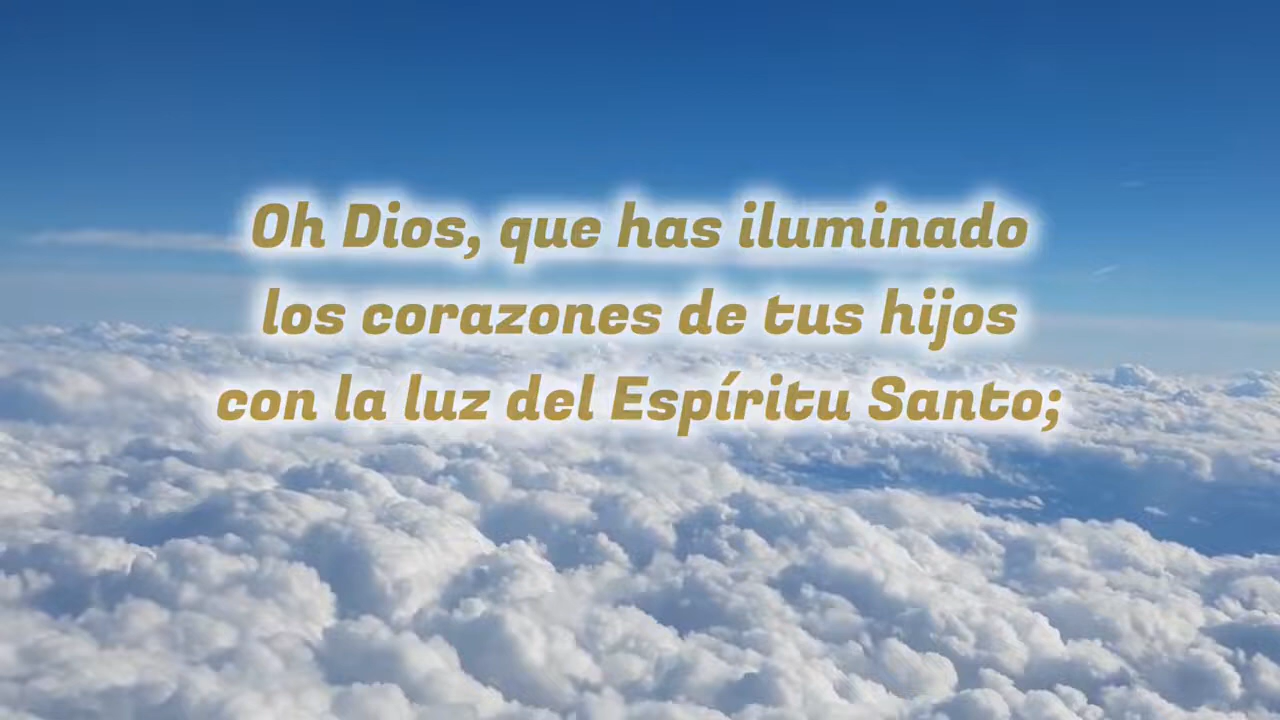 Oh Dios, que has iluminado
los corazones de tus hijos
con la luz del Espíritu Santo;